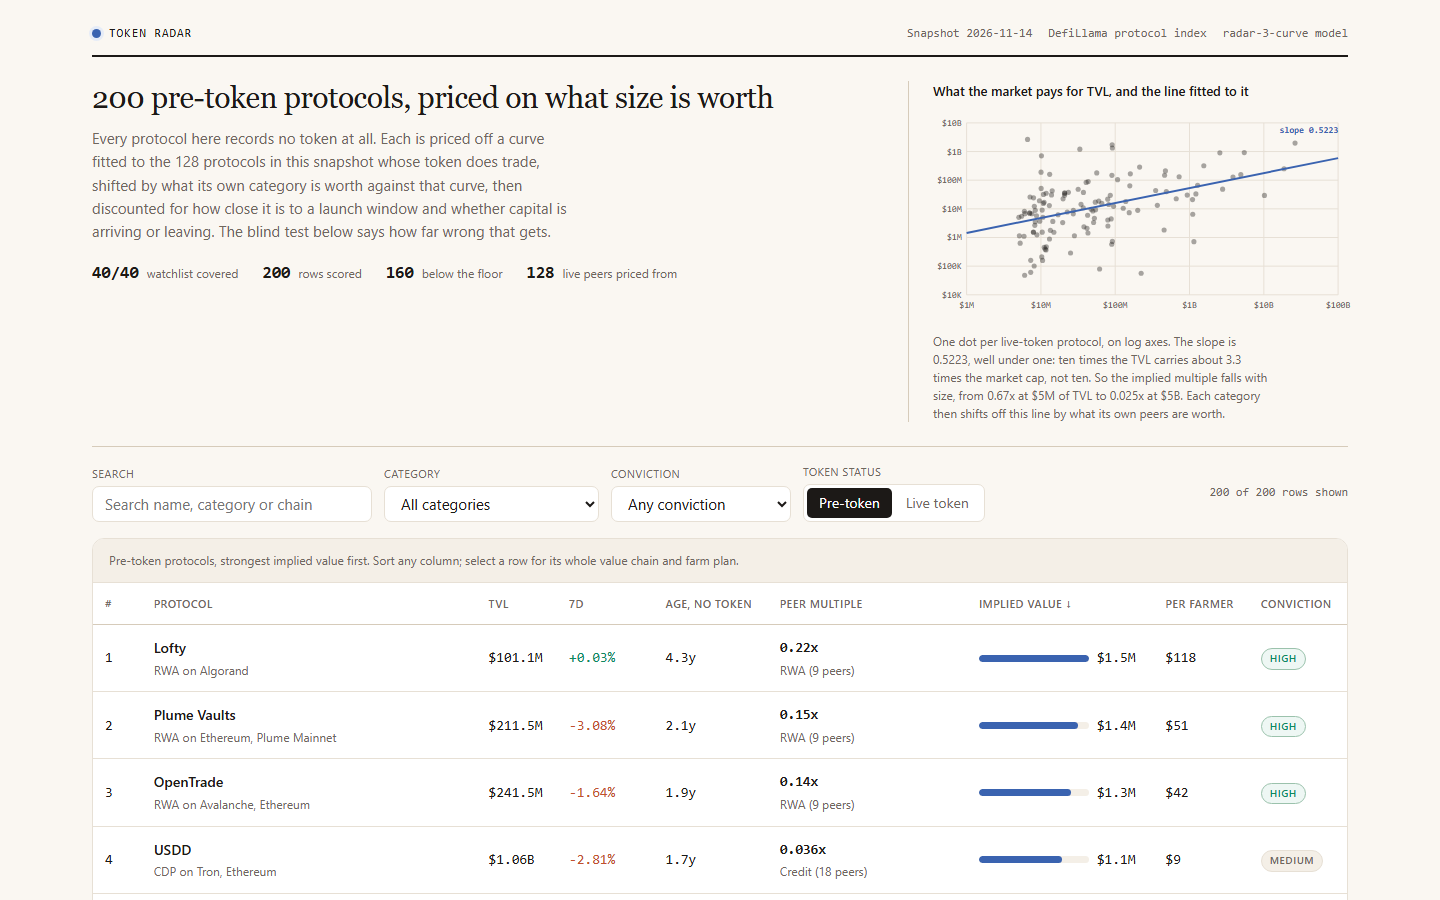 TOKEN RADAR
Snapshot 2026-11-14 DefiLlama protocol index radar-3-curve model
200 pre-token protocols, priced on what size is worth
Every protocol here records no token at all. Each is priced off a curve
fitted to the 128 protocols in this snapshot whose token does trade,
shifted by what its own category is worth against that curve, then
discounted for how close it is to a launch window and whether capital is
arriving or leaving. The blind test below says how far wrong that gets.
40/40 watchlist covered 200 rows scored 160 below the floor 128 live peers priced from
What the market pays for TVL, and the line fitted to it
$10B
slope 0.5223
$1B
$100M
$10M
$1M
$100K
$10K
$1M $10M $100M $1B $10B $100B
One dot per live-token protocol, on log axes. The slope is
0.5223, well under one: ten times the TVL carries about 3.3
times the market cap, not ten. So the implied multiple falls with
size, from 0.67x at $5M of TVL to 0.025x at $5B. Each category
then shifts off this line by what its own peers are worth.
SEARCH CATEGORY CONVICTION TOKEN STATUS
Search name, category or chain All categories Any conviction Pre-token Live token
200 of 200 rows shown
Pre-token protocols, strongest implied value first. Sort any column; select a row for its whole value chain and farm plan.
# PROTOCOL TVL 7D AGE, NO TOKEN PEER MULTIPLE IMPLIED VALUE ↓ PER FARMER CONVICTION
1 Lofty $101.1M +0.03% 4.3y 0.22x $1.5M $118 HIGH
RWA on Algorand RWA (9 peers)
2 Plume Vaults $211.5M -3.08% 2.1y 0.15x $1.4M $51 HIGH
RWA on Ethereum, Plume Mainnet RWA (9 peers)
3 OpenTrade $241.5M -1.64% 1.9y 0.14x $1.3M $42 HIGH
RWA on Avalanche, Ethereum RWA (9 peers)
4 USDD $1.06B -2.81% 1.7y 0.036x $1.1M $9 MEDIUM
CDP on Tron, Ethereum Credit (18 peers)